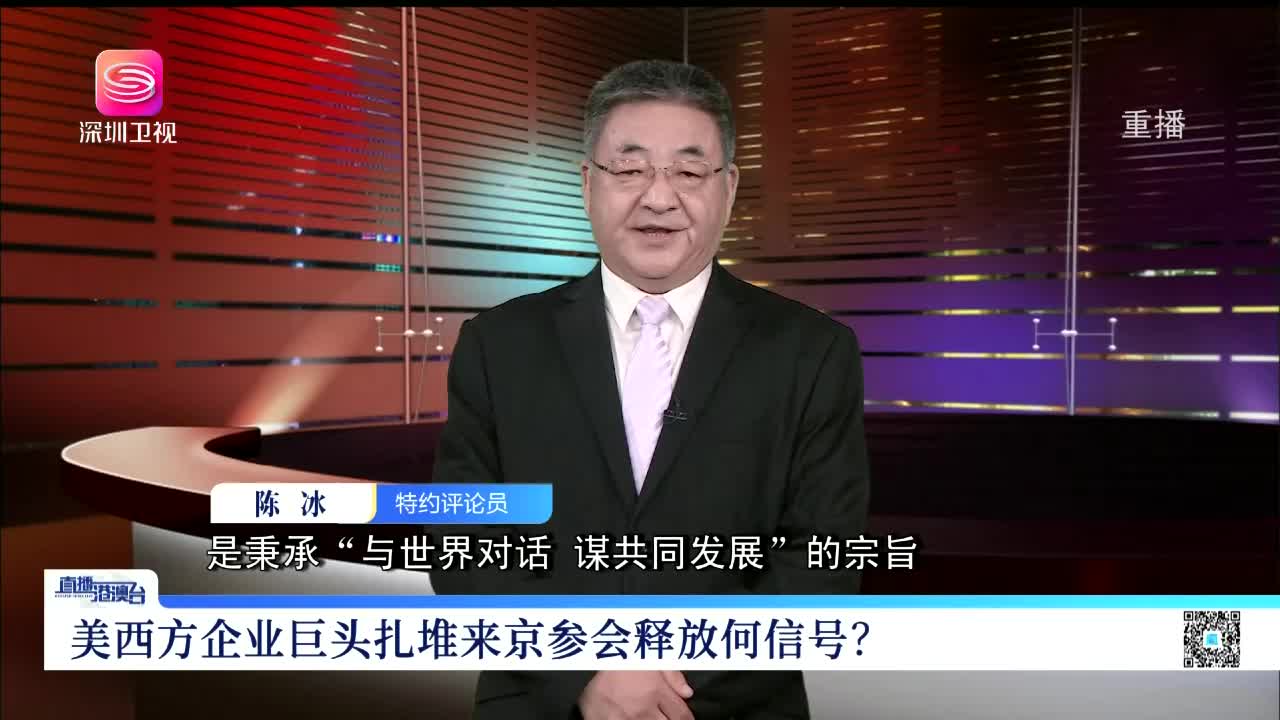 深圳卫视
重播
陈冰
特约评论员
是秉承“与世界对话 谋共同发展”的宗旨
直播港澳台
美西方企业巨头扎堆来京参会释放何信号？